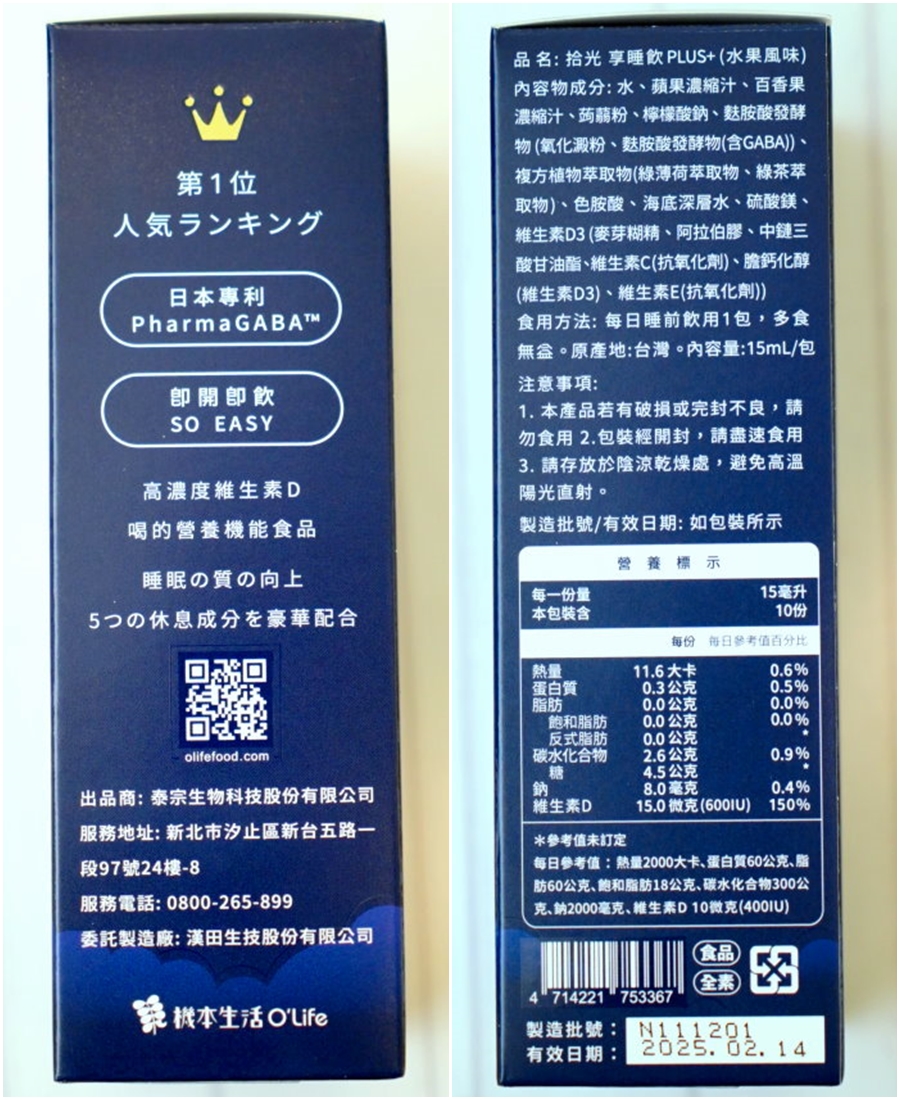 第1位
人気ランキング
日本專利
PharmaGABA™
即開即飲
SO EASY
高濃度維生素D
喝的營養機能食品
睡眠の質の向上
5つの休息成分を豪華配合
olifefood.com
出品商: 泰宗生物科技股份有限公司
服務地址: 新北市汐止區新台五路一
段97號24樓-8
服務電話: 0800-265-899
委託製造廠: 漢田生技股份有限公司
機本生活 O'Life
品 名: 拾光 享睡飲 PLUS+ (水果風味)
內容物成分: 水、蘋果濃縮汁、百香果
濃縮汁、蒟蒻粉、檸檬酸鈉、麩胺酸發酵
物 (氧化澱粉、麩胺酸發酵物(含GABA))、
複方植物萃取物(綠薄荷萃取物、綠茶萃
取物)、色胺酸、海底深層水、硫酸鎂、
維生素D3 (麥芽糊精、阿拉伯膠、中鏈三
酸甘油酯、維生素C(抗氧化劑)、膽鈣化醇
(維生素D3)、維生素E(抗氧化劑))
食用方法: 每日睡前飲用1包，多食
無益。原產地:台灣。內容量:15mL/包
注意事項:
1. 本產品若有破損或完封不良，請
勿食用 2.包裝經開封，請盡速食用
3. 請存放於陰涼乾燥處，避免高溫
陽光直射。
製造批號/有效日期: 如包裝所示
營 養 標 示
每一份量 15毫升
本包裝含 10份
每份 每日參考值百分比
熱量 11.6 大卡 0.6%
蛋白質 0.3 公克 0.5%
脂肪 0.0 公克 0.0%
飽和脂肪 0.0 公克 0.0%
反式脂肪 0.0 公克 *
碳水化合物 2.6 公克 0.9%
糖 4.5 公克 *
鈉 8.0 毫克 0.4%
維生素D 15.0 微克(600IU) 150%
＊參考值未訂定
每日參考值：熱量2000大卡、蛋白質60公克、脂
肪60公克、飽和脂肪18公克、碳水化合物300公
克、鈉2000毫克、維生素D 10微克(400IU)
食品
全素
4 714221 753367
製造批號： N111201
有效日期： 2025.02.14